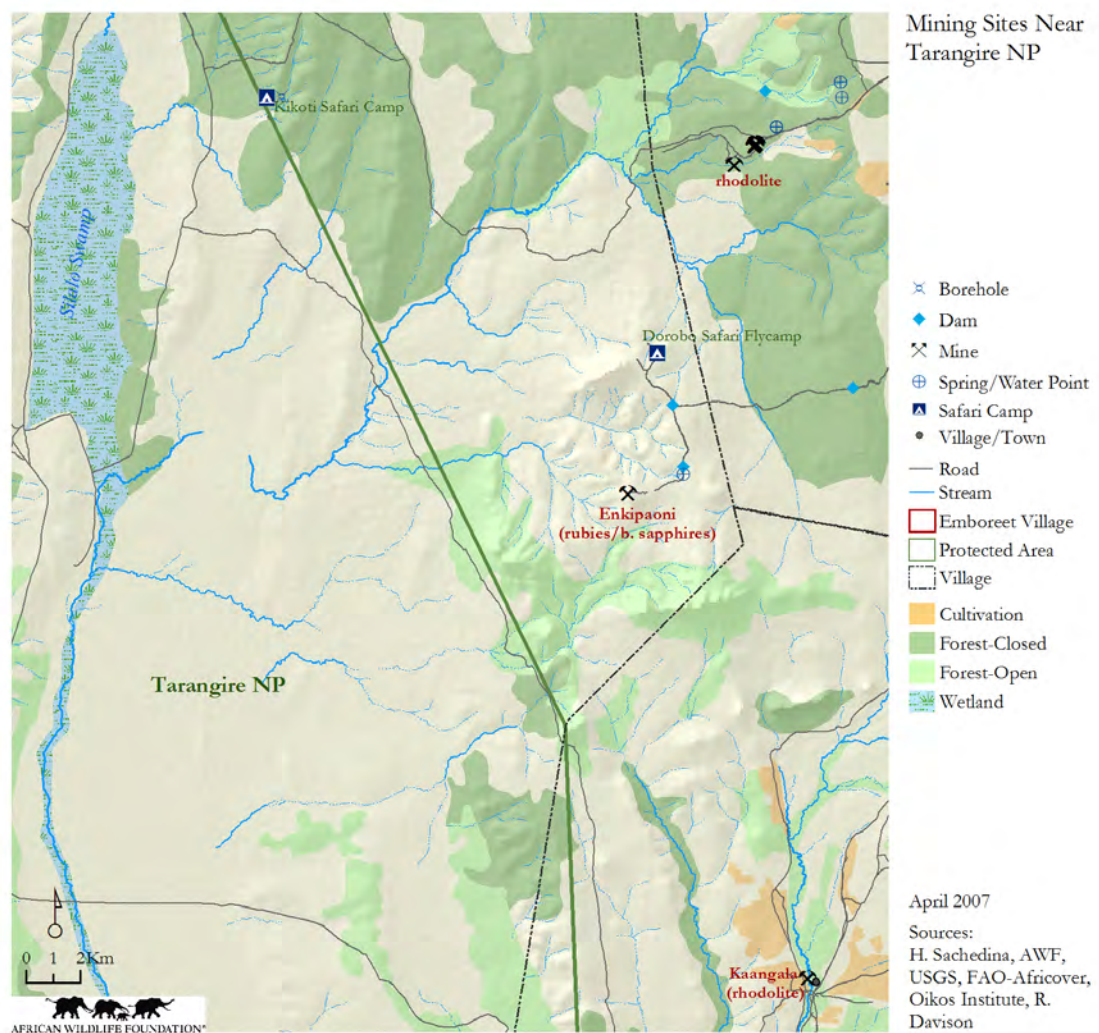 Mining Sites Near
Tarangire NP
Kikoti Safari Camp
rhodolite
Silalo Swamp
Dorobo Safari Flycamp
Enkipaoni
(rubies/b. sapphires)
Tarangire NP
Kaangala
(rhodolite)
Borehole
Dam
Mine
Spring/Water Point
Safari Camp
Village/Town
Road
Stream
Emboreet Village
Protected Area
Village
Cultivation
Forest-Closed
Forest-Open
Wetland
0 1 2Km
AFRICAN WILDLIFE FOUNDATION®
April 2007
Sources:
H. Sachedina, AWF,
USGS, FAO-Africover,
Oikos Institute, R.
Davison